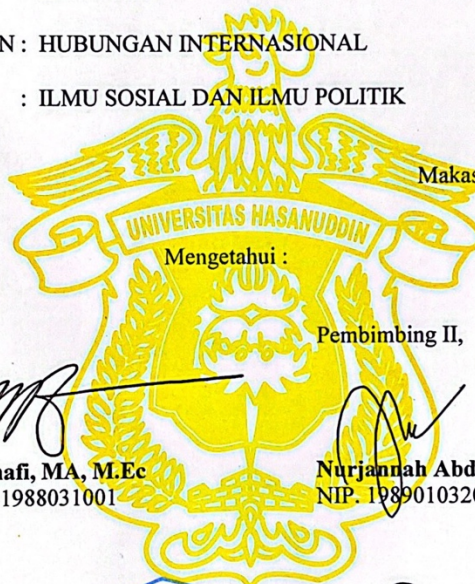 N : HUBUNGAN INTERNASIONAL
: ILMU SOSIAL DAN ILMU POLITIK
Makas
UNIVERSITAS HASANUDDIN
Mengetahui :
Pembimbing II,
nafi, MA, M.Ec
1988031001
Nurjannah Abd
NIP. 1989010320